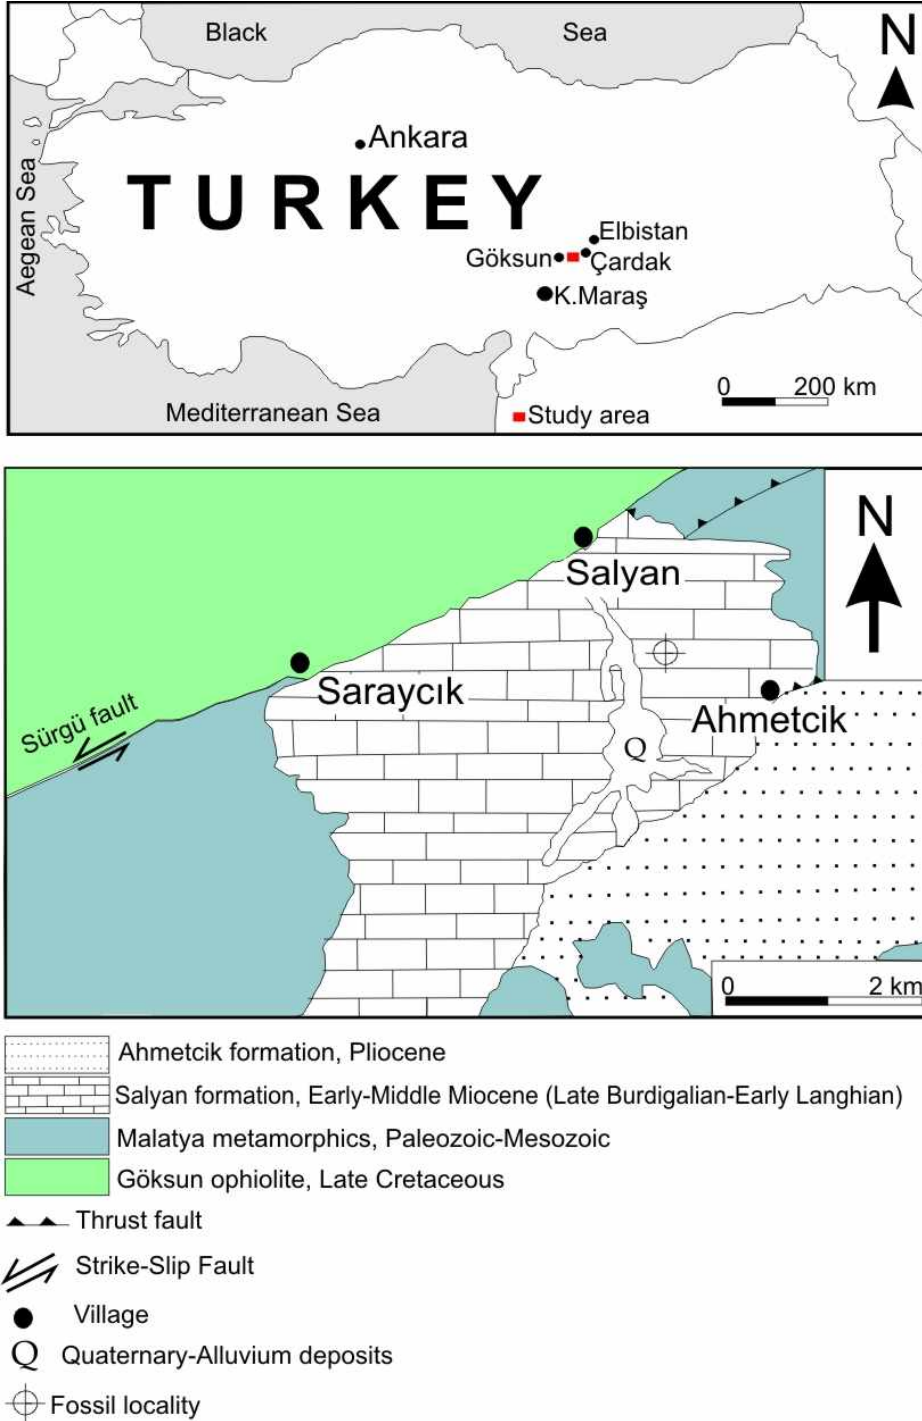 Black Sea
N
Aegean Sea
Ankara
TURKEY
Elbistan
Göksun
Çardak
K.Maraş
0 200 km
Mediterranean Sea
Study area
N
Salyan
Saraycık
Sürgü fault
Ahmetcik
Q
0 2 km
Ahmetcik formation, Pliocene
Salyan formation, Early-Middle Miocene (Late Burdigalian-Early Langhian)
Malatya metamorphics, Paleozoic-Mesozoic
Göksun ophiolite, Late Cretaceous
Thrust fault
Strike-Slip Fault
Village
Q Quaternary-Alluvium deposits
Fossil locality